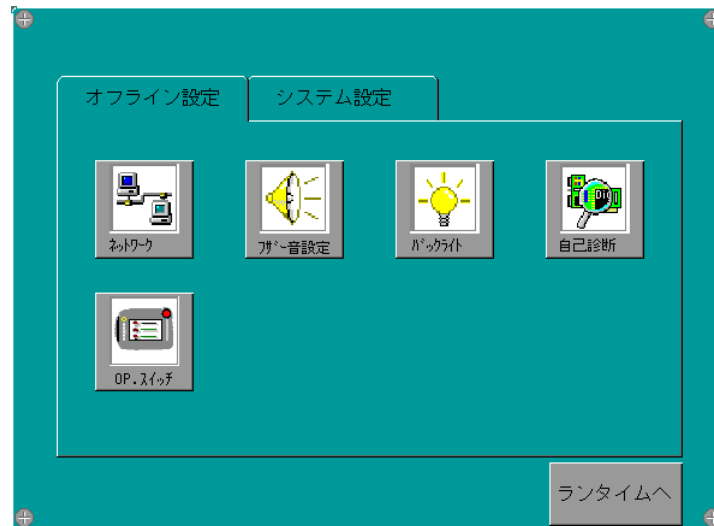 オフライン設定
システム設定
ﾈｯﾄﾜｰｸ
ﾌｻﾞｰ音設定
ﾊﾞｯｸﾗｲﾄ
自己診断
OP.ｽｲｯﾁ
ランタイムへ